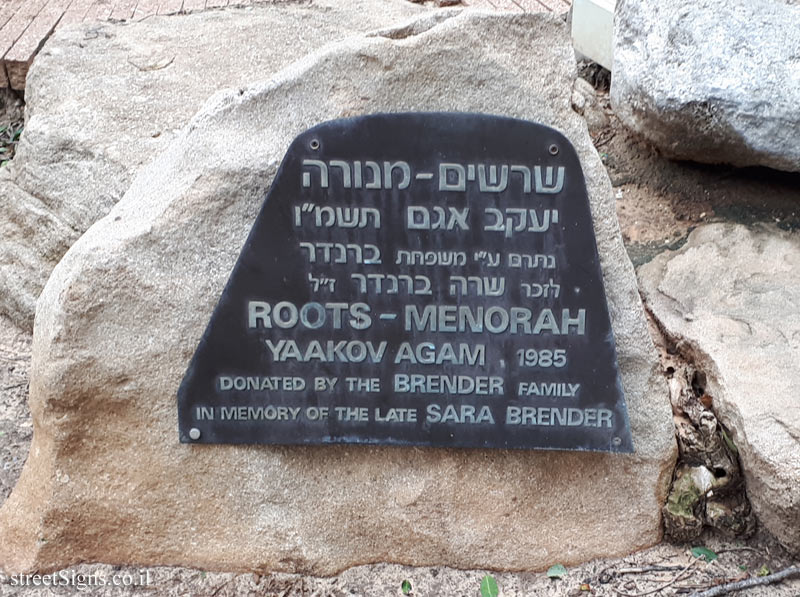 שרשים - מנורה
יעקב אגם תשמ"ו
נתרם ע"י משפחת ברנדר
לזכר שרה ברנדר ז"ל
ROOTS - MENORAH
YAAKOV AGAM , 1985
DONATED BY THE BRENDER FAMILY
IN MEMORY OF THE LATE SARA BRENDER
streetSigns.co.il